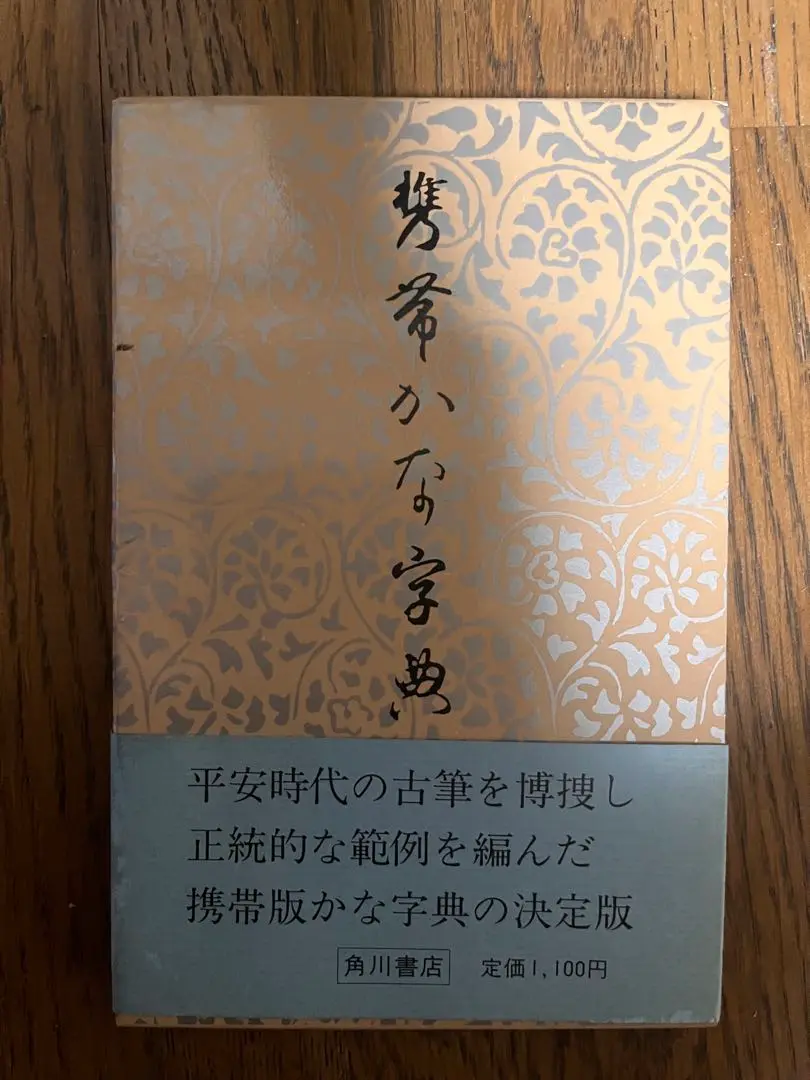 携帯かな字典
平安時代の古筆を博捜し
正統的な範例を編んだ
携帯版かな字典の決定版
角川書店 定価1,100円